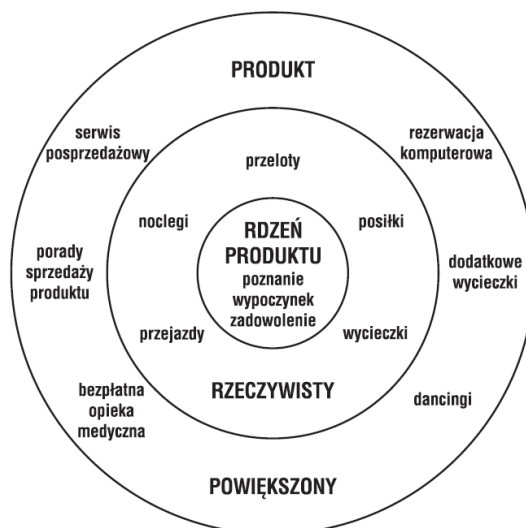 PRODUKT
serwis
posprzedażowy
rezerwacja
komputerowa
przeloty
noclegi
posiłki
RDZEŃ
PRODUKTU
poznanie
wypoczynek
zadowolenie
porady
sprzedaży
produktu
dodatkowe
wycieczki
przejazdy
wycieczki
RZECZYWISTY
bezpłatna
opieka
medyczna
dancingi
POWIĘKSZONY